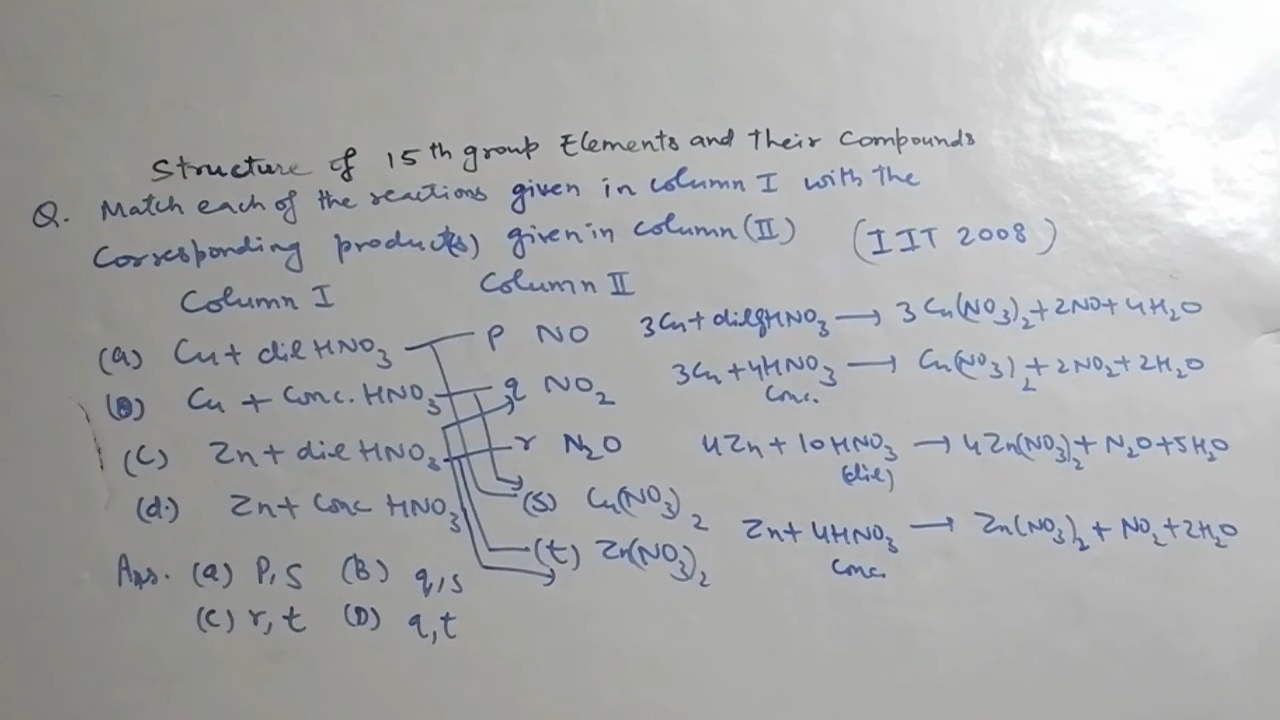 Structure of 15th group Elements and Their Compounds
Q. Match each of the reactions given in column I with the
Corresponding product(s) given in column (II) (IIT 2008)
Column I Column II
(a) Cu + dil HNO3 P NO 3Cu + dil 8HNO3 → 3 Cu(NO3)2 + 2NO + 4H2O
(B) Cu + Conc. HNO3 q NO2 3Cu + 4HNO3 → Cu(NO3)2 + 2NO2 + 2H2O
Conc.
(C) Zn + dil HNO3 r N2O 4Zn + 10HNO3 → 4Zn(NO3)2 + N2O + 5H2O
(dil)
(d.) Zn + Conc HNO3 (S) Cu(NO3)2 Zn + 4HNO3 → Zn(NO3)2 + NO2 + 2H2O
Conc.
(t) Zn(NO3)2
Ans. (a) P, S (B) q, s
(C) r, t (D) q, t